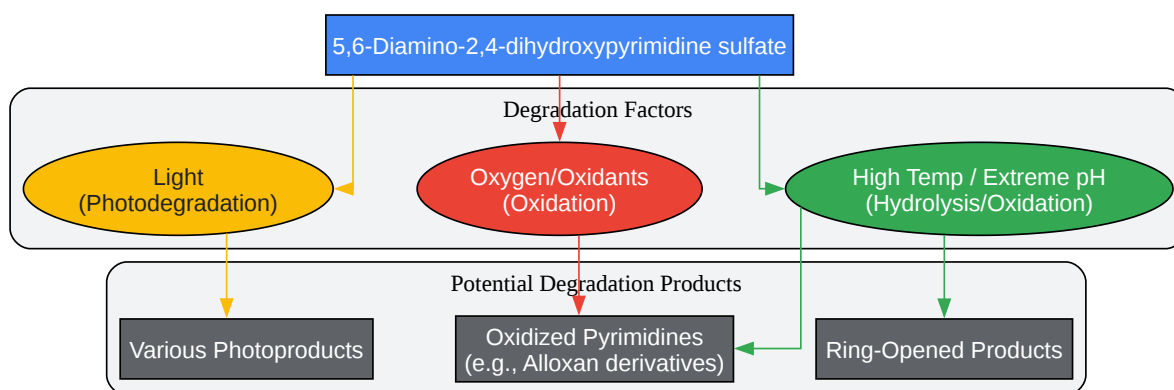 5,6-Diamino-2,4-dihydroxypyrimidine sulfate
Degradation Factors
Light
(Photodegradation)
Oxygen/Oxidants
(Oxidation)
High Temp / Extreme pH
(Hydrolysis/Oxidation)
Potential Degradation Products
Various Photoproducts
Oxidized Pyrimidines
(e.g., Alloxan derivatives)
Ring-Opened Products